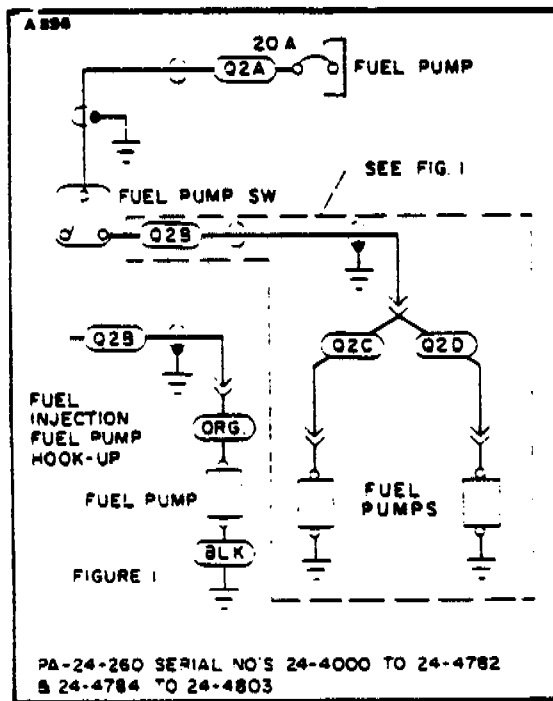 A 896
20 A
Q2A
FUEL PUMP
SEE FIG. 1
FUEL PUMP SW
Q2B
Q2B
Q2C
Q2D
FUEL
INJECTION
FUEL PUMP
HOOK-UP
ORG.
FUEL PUMP
FUEL
PUMPS
BLK
FIGURE 1
PA-24-260 SERIAL NO'S 24-4000 TO 24-4782
& 24-4784 TO 24-4803